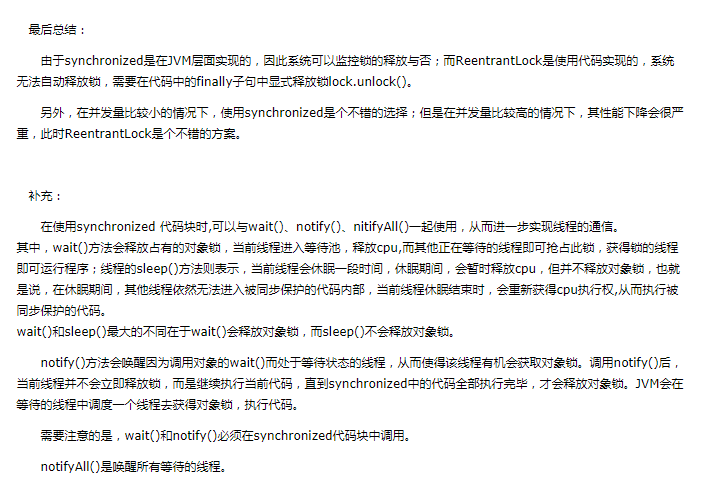 最后总结：
由于synchronized是在JVM层面实现的，因此系统可以监控锁的释放与否；而ReentrantLock是使用代码实现的，系统
无法自动释放锁，需要在代码中的finally子句中显式释放锁lock.unlock()。
另外，在并发量比较小的情况下，使用synchronized是个不错的选择；但是在并发量比较高的情况下，其性能下降会很严
重，此时ReentrantLock是个不错的方案。
补充：
在使用synchronized 代码块时,可以与wait()、notify()、nitifyAll()一起使用，从而进一步实现线程的通信。
其中，wait()方法会释放占有的对象锁，当前线程进入等待池，释放cpu,而其他正在等待的线程即可抢占此锁，获得锁的线程
即可运行程序；线程的sleep()方法则表示，当前线程会休眠一段时间，休眠期间，会暂时释放cpu，但并不释放对象锁，也就
是说，在休眠期间，其他线程依然无法进入被同步保护的代码内部，当前线程休眠结束时，会重新获得cpu执行权,从而执行被
同步保护的代码。
wait()和sleep()最大的不同在于wait()会释放对象锁，而sleep()不会释放对象锁。
notify()方法会唤醒因为调用对象的wait()而处于等待状态的线程，从而使得该线程有机会获取对象锁。调用notify()后，
当前线程并不会立即释放锁，而是继续执行当前代码，直到synchronized中的代码全部执行完毕，才会释放对象锁。JVM会在
等待的线程中调度一个线程去获得对象锁，执行代码。
需要注意的是，wait()和notify()必须在synchronized代码块中调用。
notifyAll()是唤醒所有等待的线程。